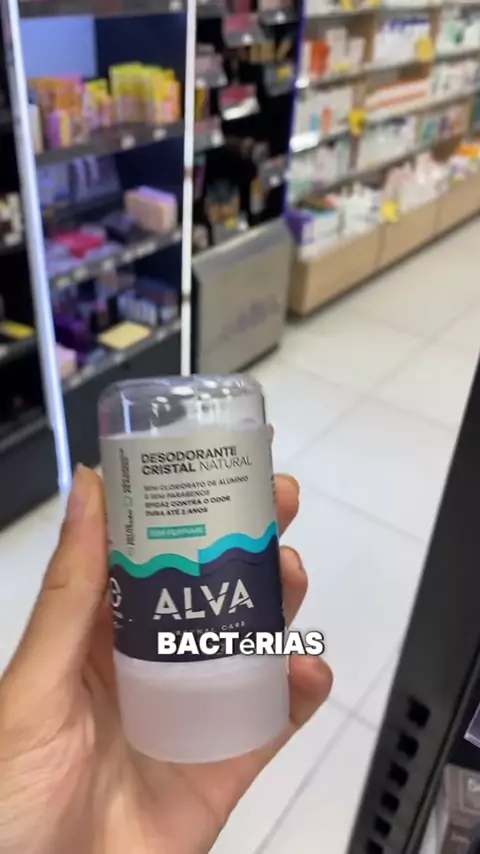 DESODORANTE
CRISTAL NATURAL
SEM CLORIDRATO DE ALUMÍNIO
E SEM PARABENOS
EFICAZ CONTRA O ODOR
DURA ATÉ 2 ANOS
SEM PERFUME
ALVA
BACTéRIAS